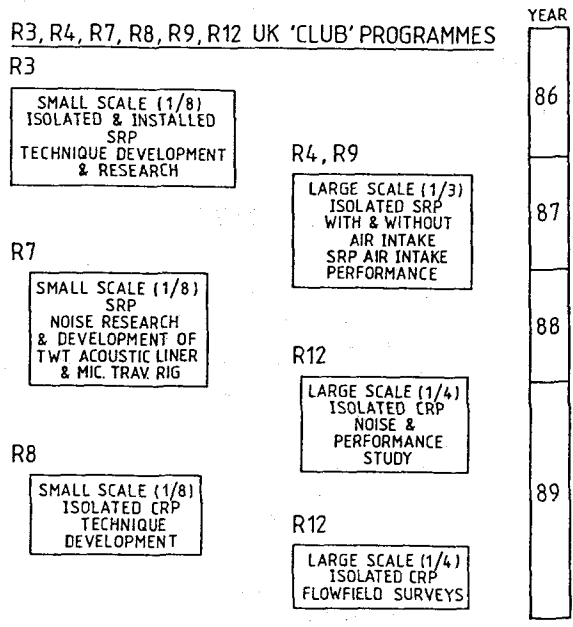 R3, R4, R7, R8, R9, R12 UK 'CLUB' PROGRAMMES
R3
SMALL SCALE (1/8)
ISOLATED & INSTALLED
SRP
TECHNIQUE DEVELOPMENT
& RESEARCH
R7
SMALL SCALE (1/8)
SRP
NOISE RESEARCH
& DEVELOPMENT OF
TWT ACOUSTIC LINER
& MIC. TRAV. RIG
R8
SMALL SCALE (1/8)
ISOLATED CRP
TECHNIQUE
DEVELOPMENT
R4, R9
LARGE SCALE (1/3)
ISOLATED SRP
WITH & WITHOUT
AIR INTAKE
SRP AIR INTAKE
PERFORMANCE
R12
LARGE SCALE (1/4)
ISOLATED CRP
NOISE &
PERFORMANCE
STUDY
R12
LARGE SCALE (1/4)
ISOLATED CRP
FLOWFIELD SURVEYS
YEAR
86
87
88
89